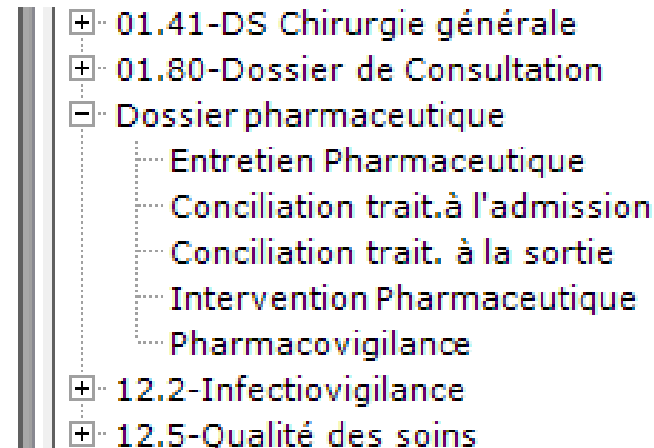 01.41-DS Chirurgie générale
01.80-Dossier de Consultation
Dossier pharmaceutique
Entretien Pharmaceutique
Conciliation trait.à l'admission
Conciliation trait. à la sortie
Intervention Pharmaceutique
Pharmacovigilance
12.2-Infectiovigilance
12.5-Qualité des soins